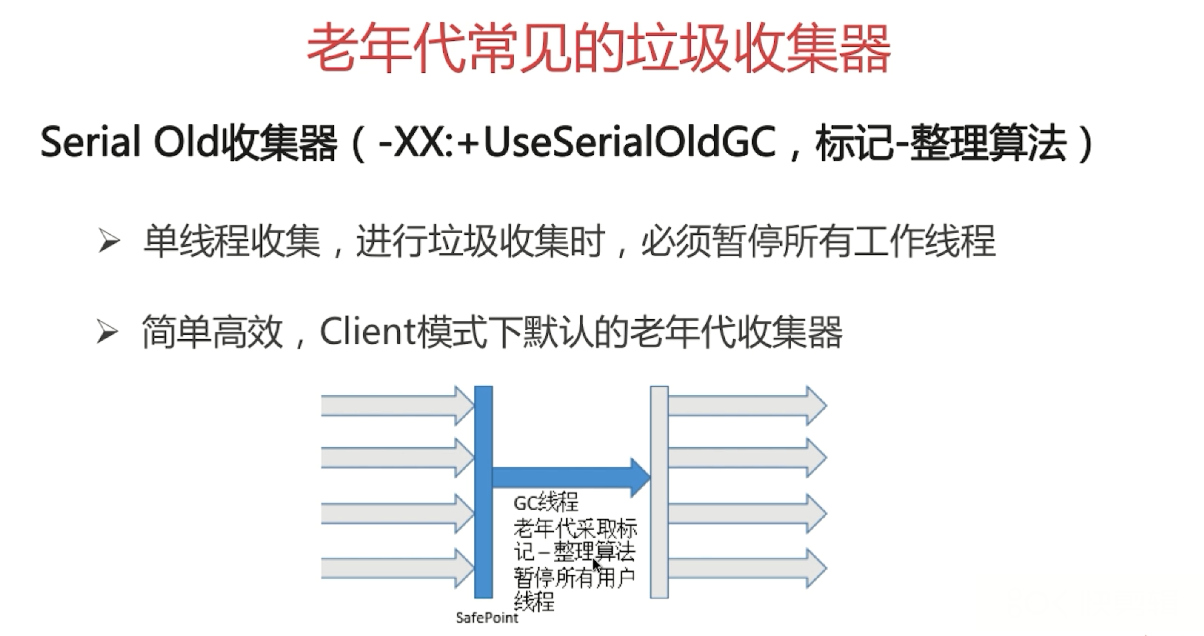 老年代常见的垃圾收集器
Serial Old收集器（-XX:+UseSerialOldGC，标记-整理算法）
单线程收集，进行垃圾收集时，必须暂停所有工作线程
简单高效，Client模式下默认的老年代收集器
GC线程
老年代采取标
记－整理算法
暂停所有用户
线程
SafePoint